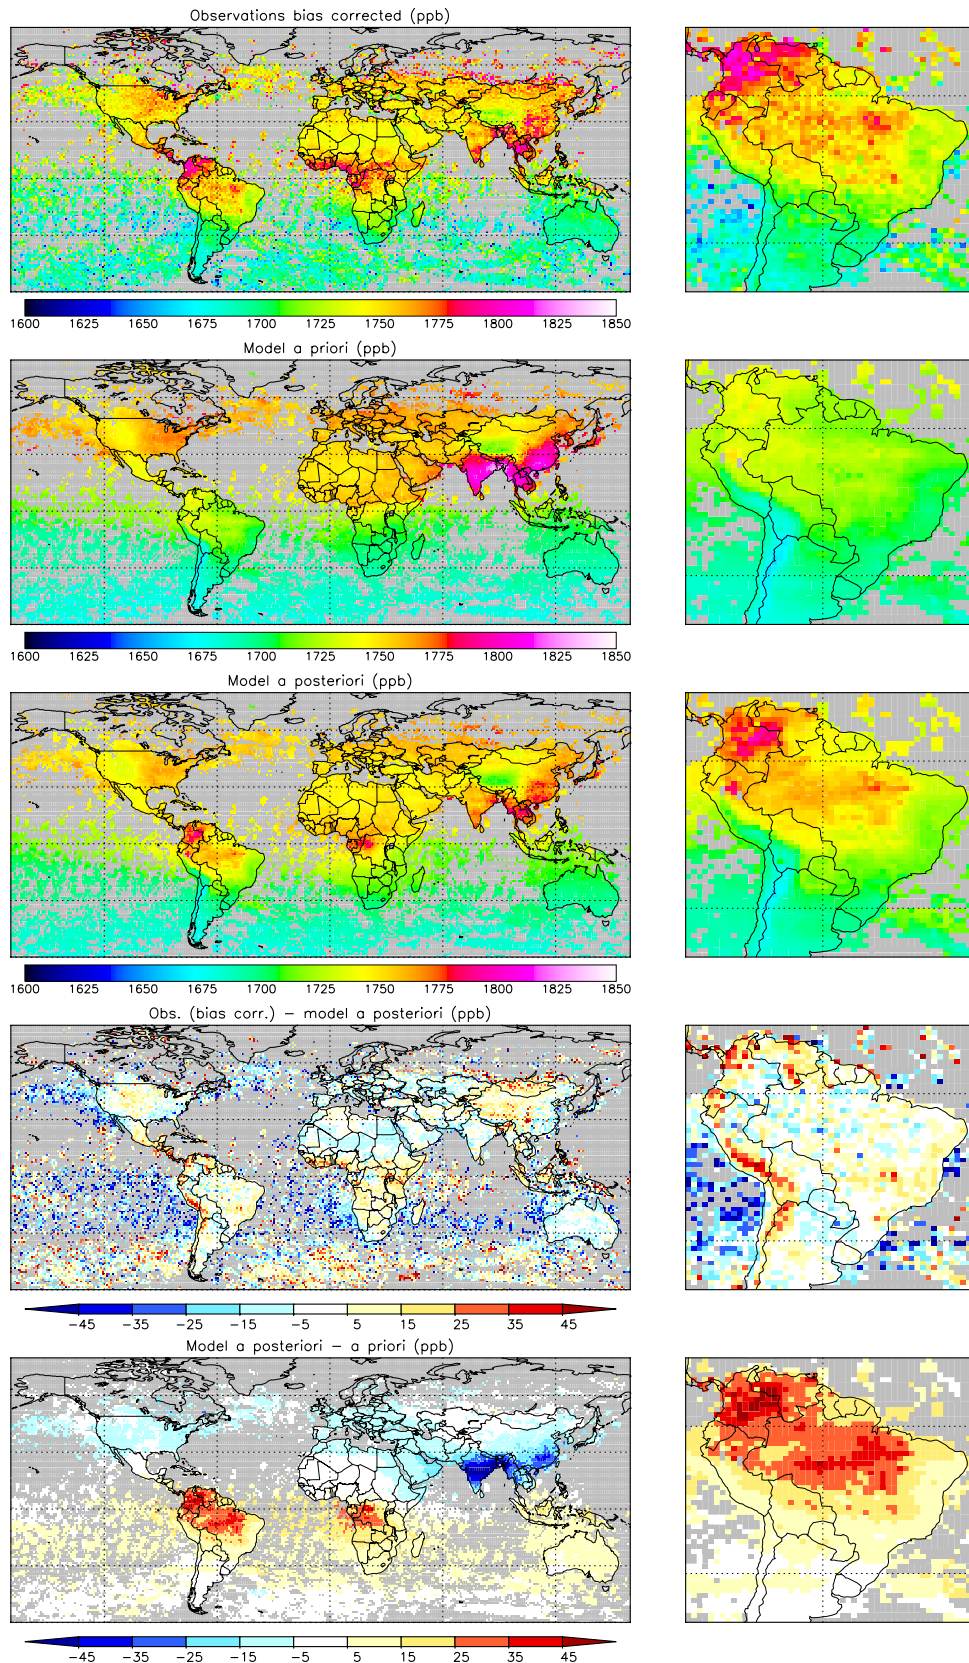 Observations bias corrected (ppb)
1600 1625 1650 1675 1700 1725 1750 1775 1800 1825 1850
Model a priori (ppb)
1600 1625 1650 1675 1700 1725 1750 1775 1800 1825 1850
Model a posteriori (ppb)
1600 1625 1650 1675 1700 1725 1750 1775 1800 1825 1850
Obs. (bias corr.) − model a posteriori (ppb)
−45 −35 −25 −15 −5 5 15 25 35 45
Model a posteriori − a priori (ppb)
−45 −35 −25 −15 −5 5 15 25 35 45